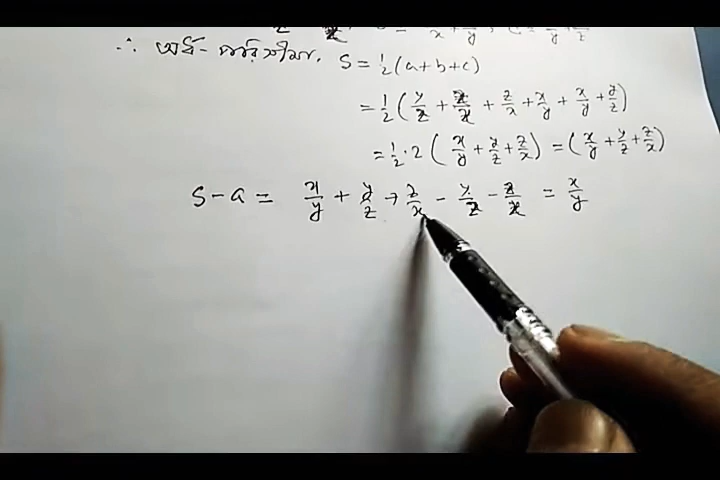 ∴ অর্ধ-পরিসীমা, S = 1/2 (a + b + c)
= 1/2 (y/z + z/x + z/x + x/y + x/y + y/z)
= 1/2 · 2 (x/y + y/z + z/x) = (x/y + y/z + z/x)
S - a = x/y + y/z + z/x - y/z - z/x = x/y